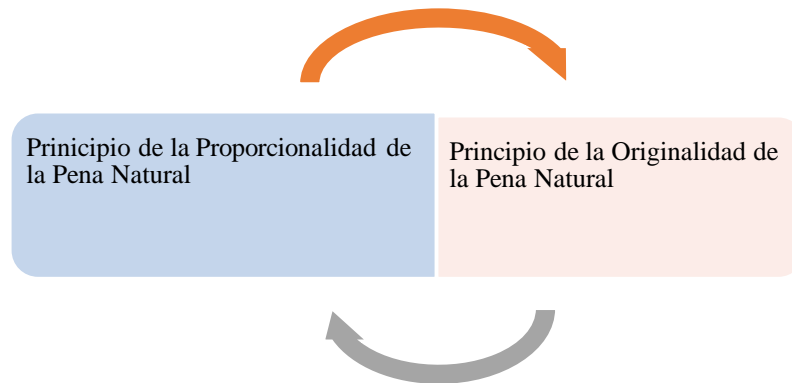 Prinicipio de la Proporcionalidad de
la Pena Natural
Principio de la Originalidad de
la Pena Natural